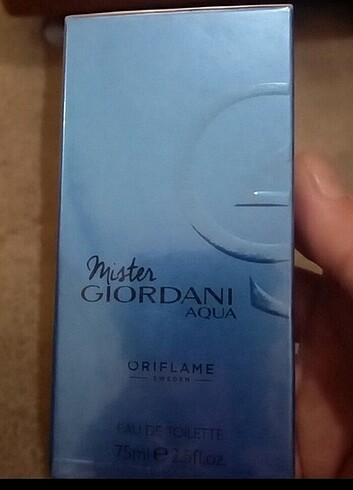 Mister
GIORDANI
AQUA
ORIFLAME
SWEDEN
EAU DE TOILETTE
75ml ℮ 2.5fl.oz